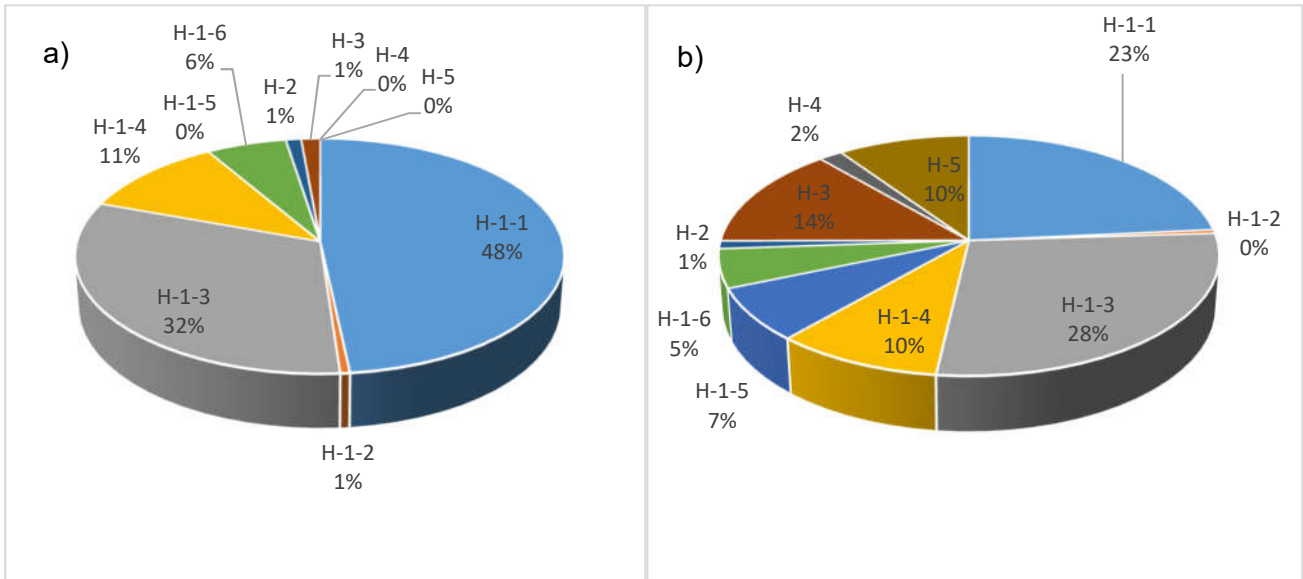 a)
H-1-6
6%
H-3
1%
H-4
0%
H-5
0%
H-2
1%
H-1-5
0%
H-1-4
11%
H-1-1
48%
H-1-3
32%
H-1-2
1%
b)
H-1-1
23%
H-4
2%
H-5
10%
H-3
14%
H-1-2
0%
H-2
1%
H-1-3
28%
H-1-4
10%
H-1-6
5%
H-1-5
7%